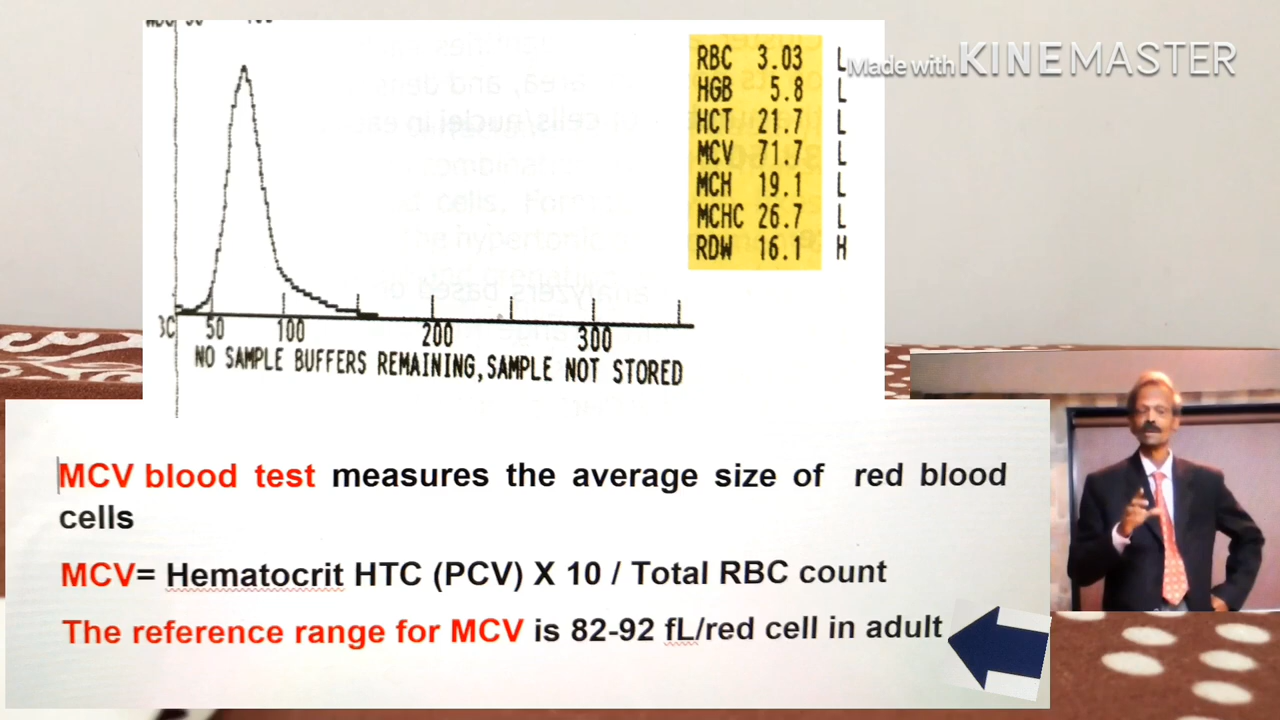 Made with KINEMASTER
RBC 3.03 L
HGB 5.8 L
HCT 21.7 L
MCV 71.7 L
MCH 19.1 L
MCHC 26.7 L
RDW 16.1 H
50 100 200 300
NO SAMPLE BUFFERS REMAINING, SAMPLE NOT STORED
MCV blood test measures the average size of red blood
cells
MCV= Hematocrit HTC (PCV) X 10 / Total RBC count
The reference range for MCV is 82-92 fL/red cell in adult